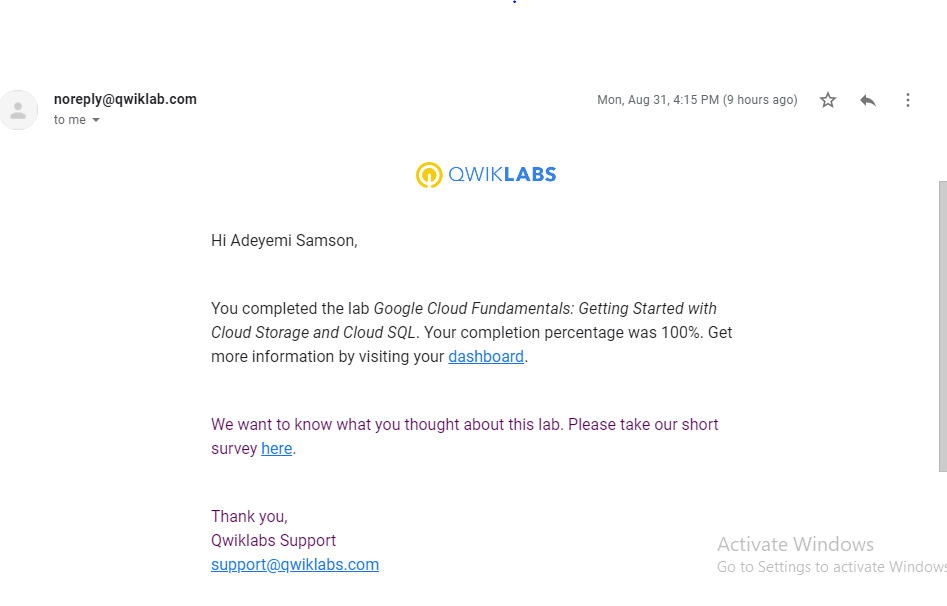 noreply@qwiklab.com
Mon, Aug 31, 4:15 PM (9 hours ago)
to me
QWIKLABS
Hi Adeyemi Samson,
You completed the lab Google Cloud Fundamentals: Getting Started with
Cloud Storage and Cloud SQL. Your completion percentage was 100%. Get
more information by visiting your dashboard.
We want to know what you thought about this lab. Please take our short
survey here.
Thank you,
Qwiklabs Support
support@qwiklabs.com
Activate Windows
Go to Settings to activate Windows